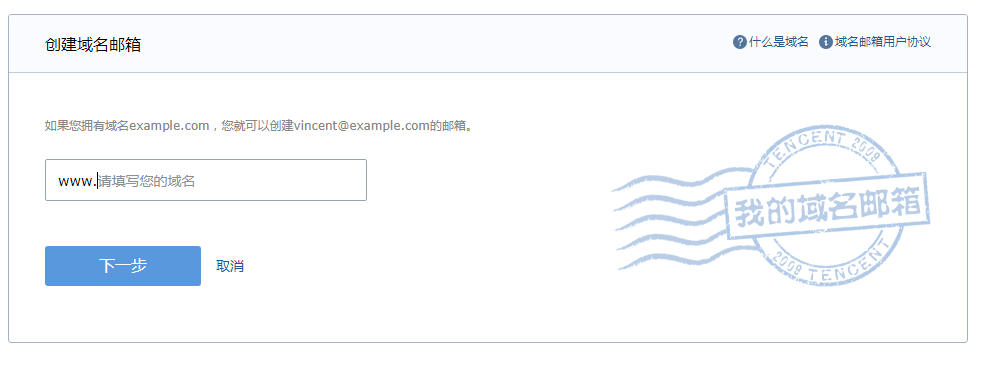 创建域名邮箱
什么是域名
域名邮箱用户协议
如果您拥有域名example.com，您就可以创建vincent@example.com的邮箱。
www.请填写您的域名
TENCENT 2009
我的域名邮箱
2009 TENCENT
下一步
取消